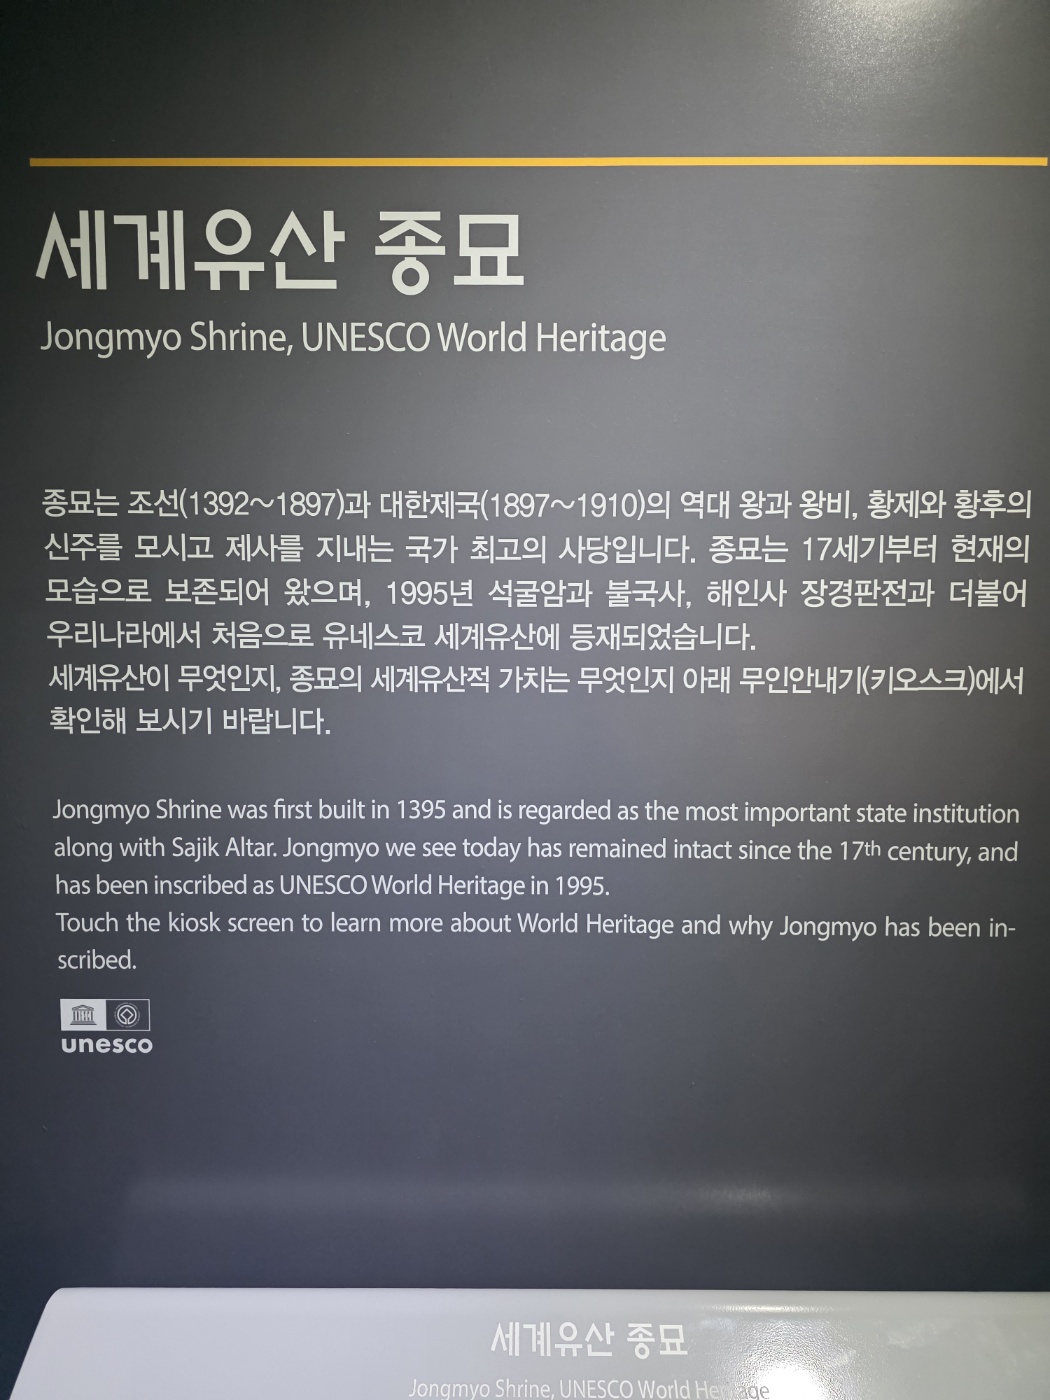 세계유산 종묘
Jongmyo Shrine, UNESCO World Heritage
종묘는 조선(1392~1897)과 대한제국(1897~1910)의 역대 왕과 왕비, 황제와 황후의
신주를 모시고 제사를 지내는 국가 최고의 사당입니다. 종묘는 17세기부터 현재의
모습으로 보존되어 왔으며, 1995년 석굴암과 불국사, 해인사 장경판전과 더불어
우리나라에서 처음으로 유네스코 세계유산에 등재되었습니다.
세계유산이 무엇인지, 종묘의 세계유산적 가치는 무엇인지 아래 무인안내기(키오스크)에서
확인해 보시기 바랍니다.
Jongmyo Shrine was first built in 1395 and is regarded as the most important state institution
along with Sajik Altar. Jongmyo we see today has remained intact since the 17th century, and
has been inscribed as UNESCO World Heritage in 1995.
Touch the kiosk screen to learn more about World Heritage and why Jongmyo has been in-
scribed.
unesco
세계유산 종묘
Jongmyo Shrine, UNESCO World Heritage